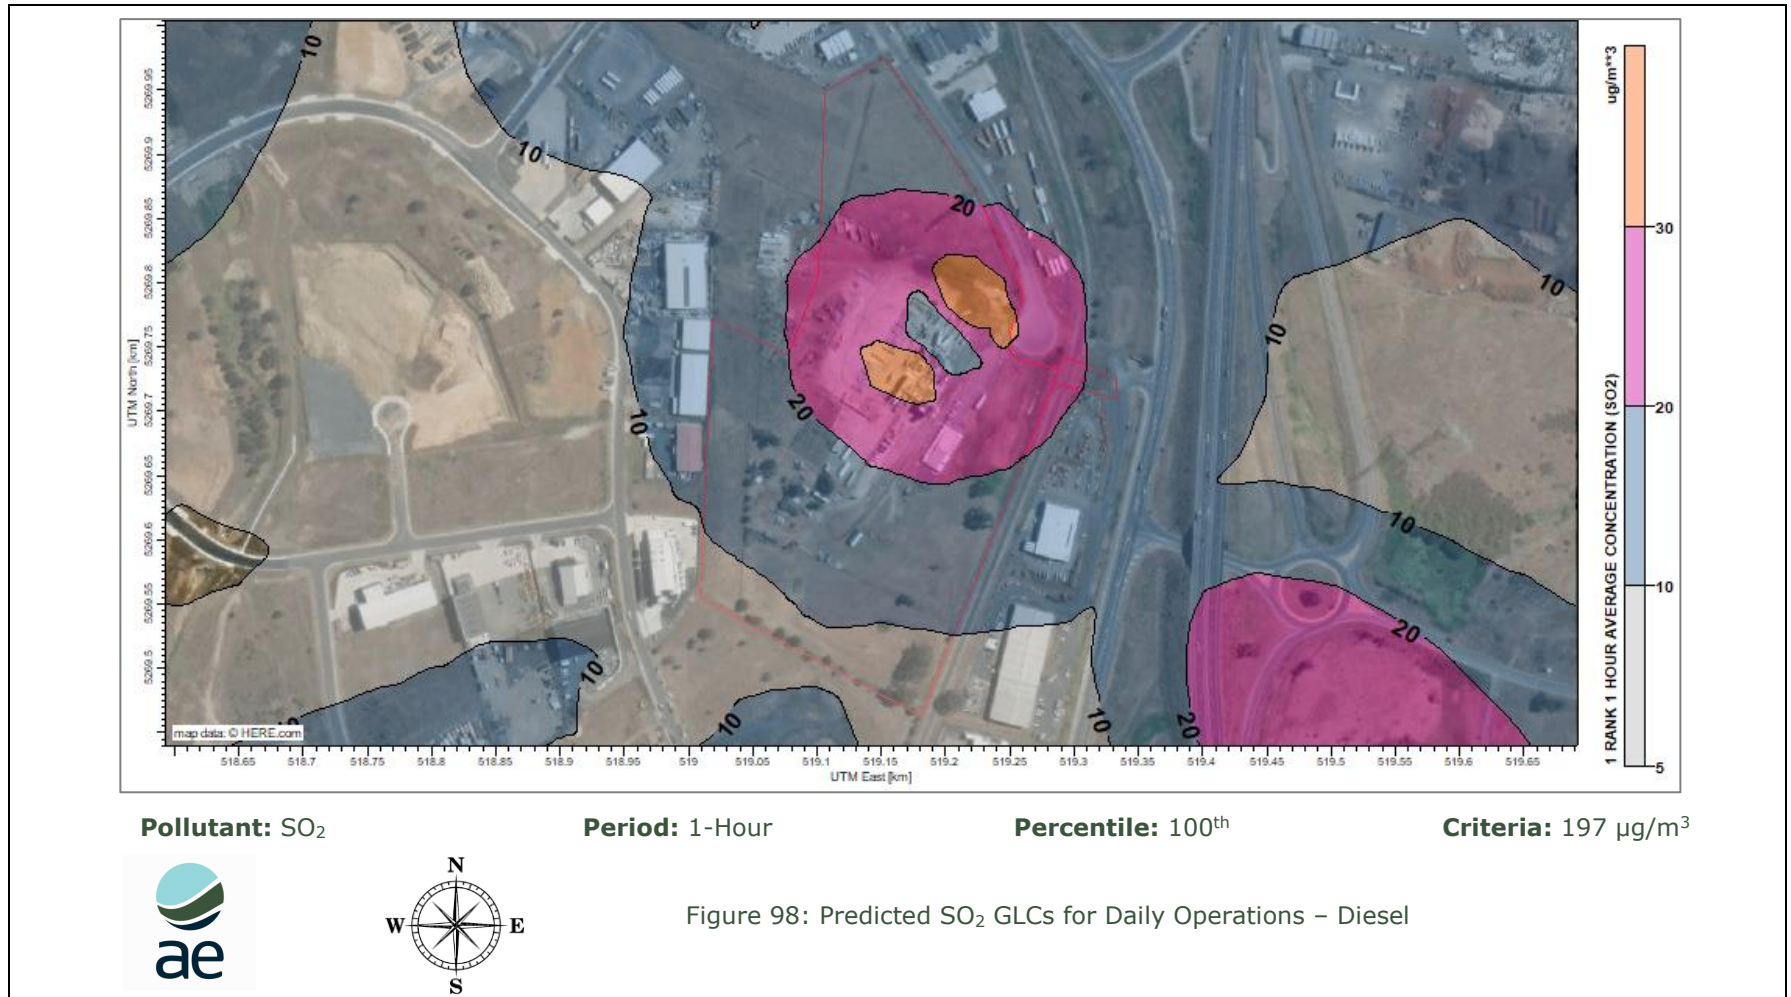 10
10
20
10
10
20
10
10
10
20
10
10
10
20
map data: © HERE.com
5269.95
5269.9
5269.85
5269.8
5269.75
5269.7
5269.65
5269.6
5269.55
5269.5
UTM North [km]
518.65 518.7 518.75 518.8 518.85 518.9 518.95 519 519.05 519.1 519.15 519.2 519.25 519.3 519.35 519.4 519.45 519.5 519.55 519.6 519.65
UTM East [km]
ug/m**3
30
20
10
5
1 RANK 1 HOUR AVERAGE CONCENTRATION (SO2)
Pollutant: SO₂ Period: 1-Hour Percentile: 100ᵗʰ Criteria: 197 µg/m³
ae
N
W E
S
Figure 98: Predicted SO₂ GLCs for Daily Operations – Diesel